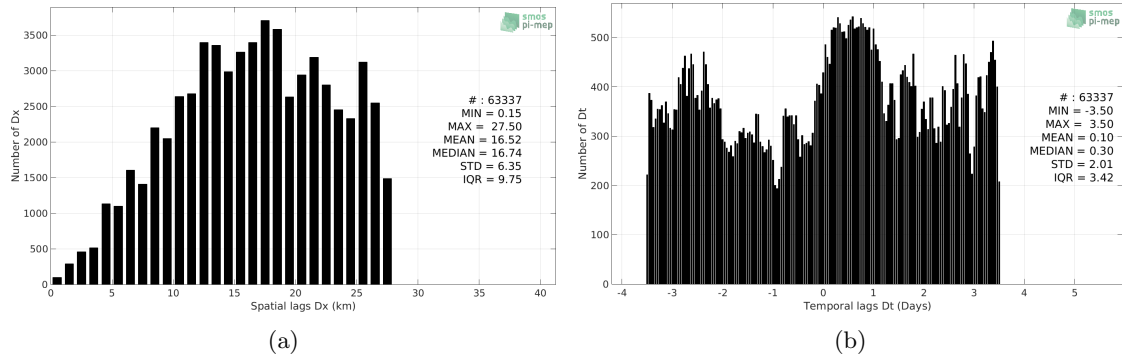 3500
3000
2500
2000
1500
1000
500
0
Number of Dx
0 5 10 15 20 25 30 35 40
Spatial lags Dx (km)
smos
pi-mep
# : 63337
MIN = 0.15
MAX = 27.50
MEAN = 16.52
MEDIAN = 16.74
STD = 6.35
IQR = 9.75
(a)
500
400
300
200
100
0
Number of Dt
-4 -3 -2 -1 0 1 2 3 4 5
Temporal lags Dt (Days)
smos
pi-mep
# : 63337
MIN = -3.50
MAX = 3.50
MEAN = 0.10
MEDIAN = 0.30
STD = 2.01
IQR = 3.42
(b)